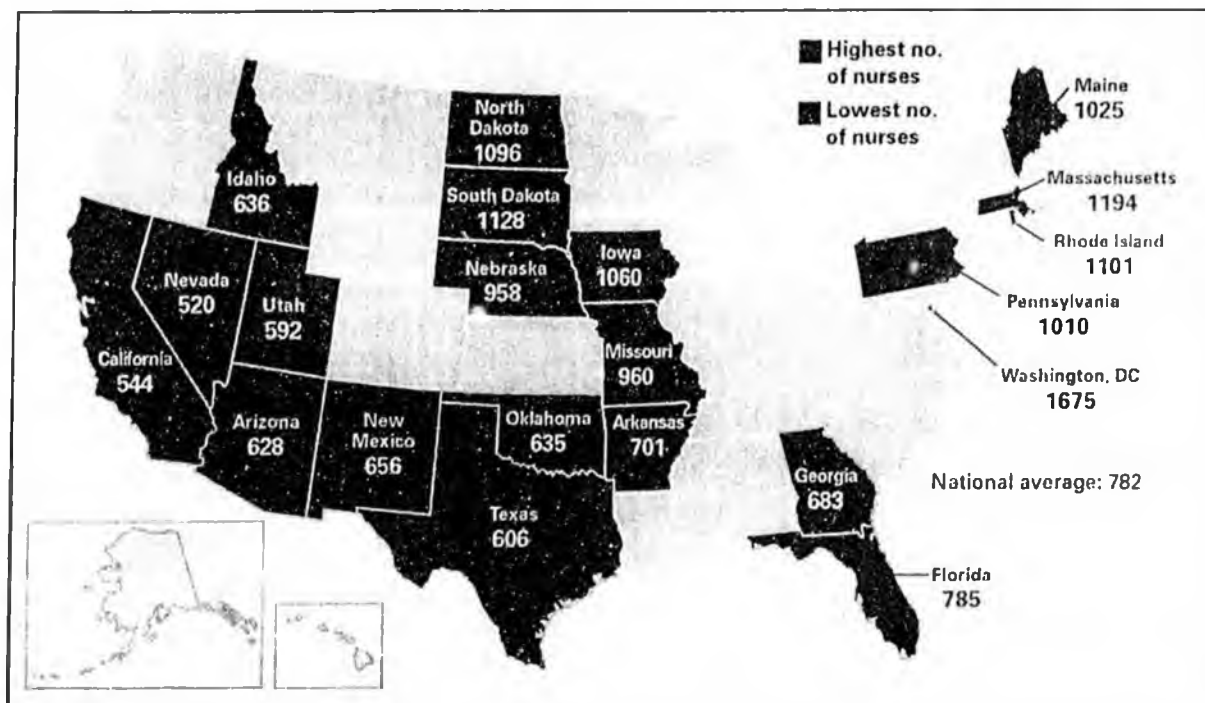 Highest no.
of nurses
Lowest no.
of nurses
Maine
1025
North
Dakota
1096
Idaho
636
Massachusetts
1194
South Dakota
1128
Rhode Island
1101
Iowa
1060
Nebraska
958
Nevada
520
Utah
592
Pennsylvania
1010
California
544
Missouri
960
Washington, DC
1675
Arizona
628
New
Mexico
656
Oklahoma
635
Arkansas
701
Georgia
683
National average: 782
Texas
606
Florida
785